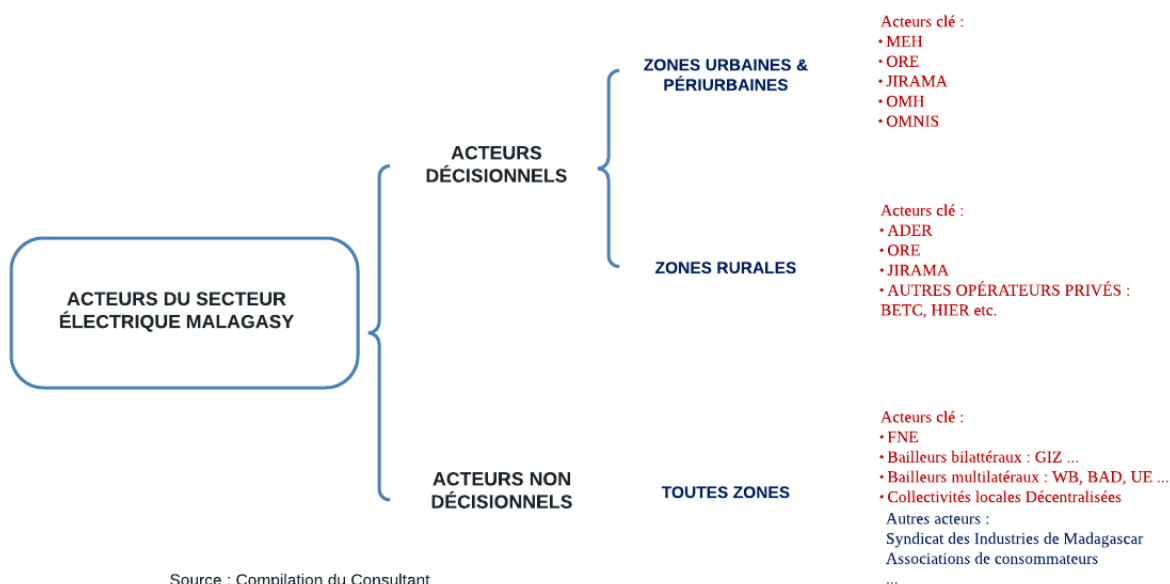 Acteurs clé :
• MEH
• ORE
• JIRAMA
• OMH
• OMNIS
ZONES URBAINES &
PÉRIURBAINES
ACTEURS
DÉCISIONNELS
Acteurs clé :
• ADER
• ORE
• JIRAMA
• AUTRES OPÉRATEURS PRIVÉS :
BETC, HIER etc.
ZONES RURALES
ACTEURS DU SECTEUR
ÉLECTRIQUE MALAGASY
Acteurs clé :
• FNE
• Bailleurs bilattéraux : GIZ ...
• Bailleurs multilatéraux : WB, BAD, UE ...
• Collectivités locales Décentralisées
ACTEURS NON
DÉCISIONNELS
TOUTES ZONES
Autres acteurs :
Syndicat des Industries de Madagascar
Associations de consommateurs
...
Source : Compilation du Consultant